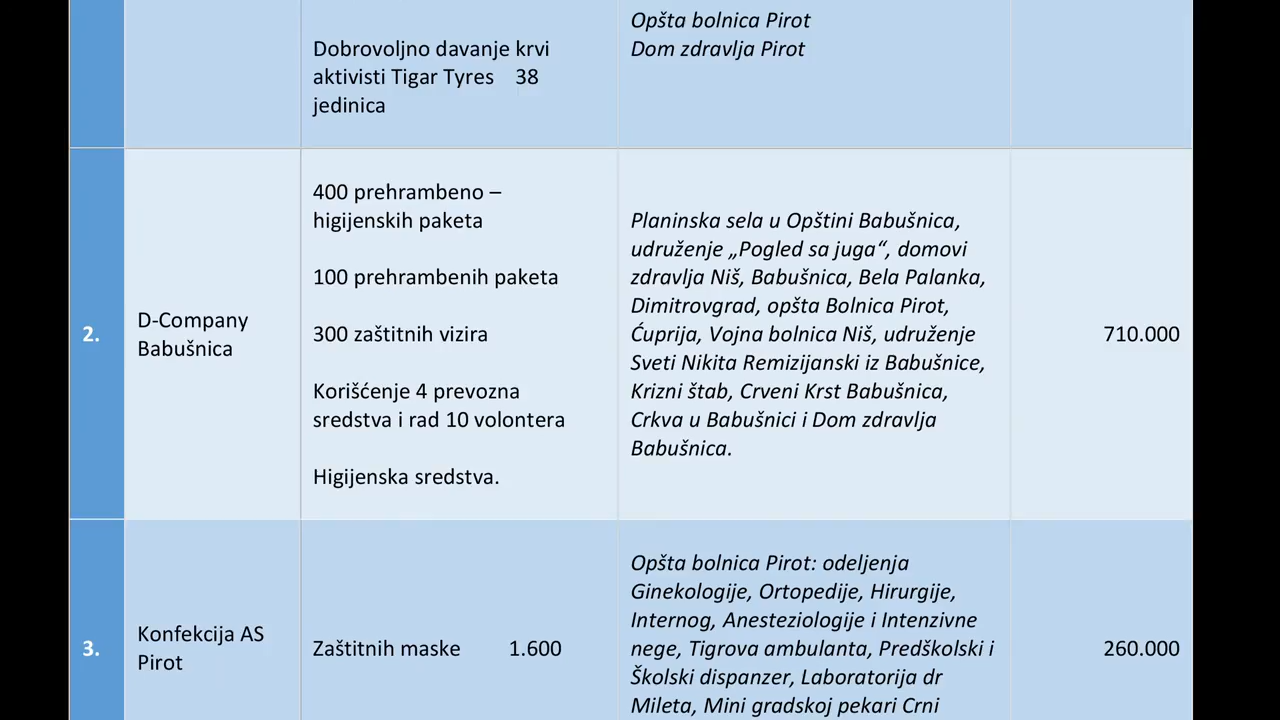 Dobrovoljno davanje krvi
aktivisti Tigar Tyres 38
jedinica
Opšta bolnica Pirot
Dom zdravlja Pirot
2.
D-Company
Babušnica
400 prehrambeno –
higijenskih paketa
100 prehrambenih paketa
300 zaštitnih vizira
Korišćenje 4 prevozna
sredstva i rad 10 volontera
Higijenska sredstva.
Planinska sela u Opštini Babušnica,
udruženje „Pogled sa juga“, domovi
zdravlja Niš, Babušnica, Bela Palanka,
Dimitrovgrad, opšta Bolnica Pirot,
Ćuprija, Vojna bolnica Niš, udruženje
Sveti Nikita Remizijanski iz Babušnice,
Krizni štab, Crveni Krst Babušnica,
Crkva u Babušnici i Dom zdravlja
Babušnica.
710.000
3.
Konfekcija AS
Pirot
Zaštitnih maske 1.600
Opšta bolnica Pirot: odeljenja
Ginekologije, Ortopedije, Hirurgije,
Internog, Anesteziologije i Intenzivne
nege, Tigrova ambulanta, Predškolski i
Školski dispanzer, Laboratorija dr
Mileta, Mini gradskoj pekari Crni
260.000